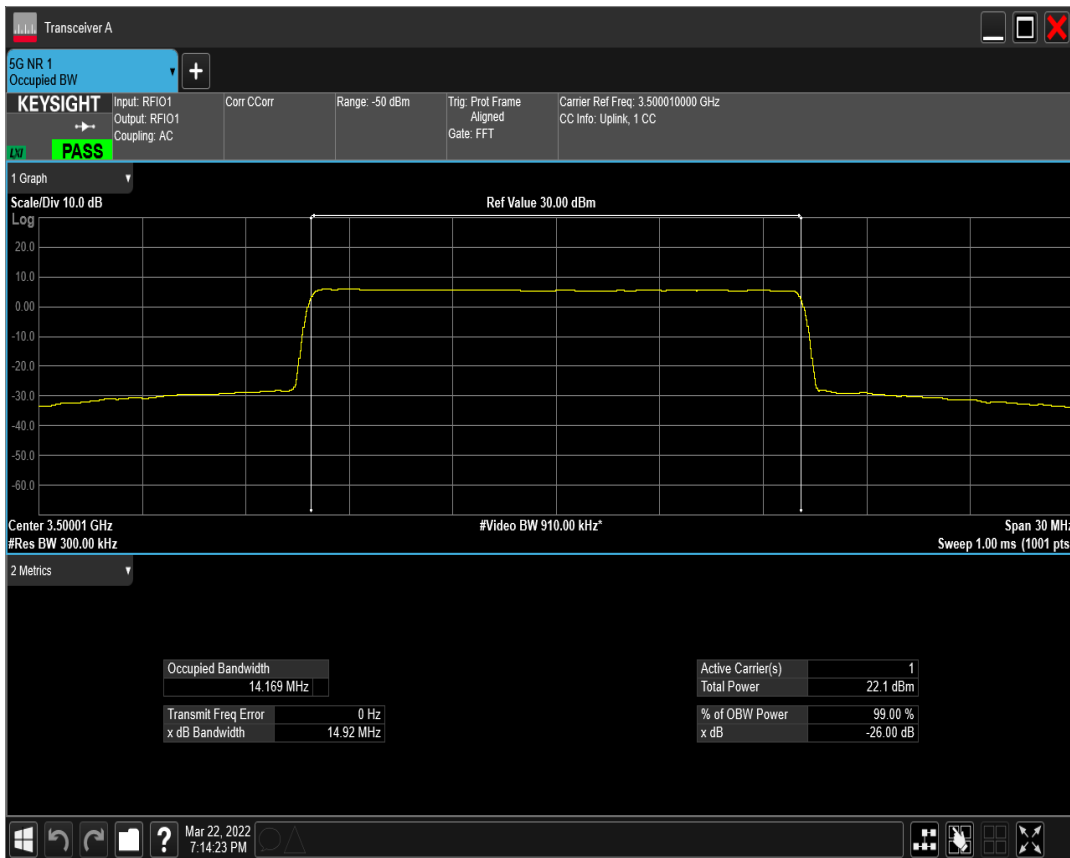 Transceiver A
5G NR 1
Occupied BW
+
KEYSIGHT
LXI
PASS
Input: RFIO1
Output: RFIO1
Coupling: AC
Corr CCorr
Range: -50 dBm
Trig: Prot Frame
Aligned
Gate: FFT
Carrier Ref Freq: 3.500010000 GHz
CC Info: Uplink, 1 CC
1 Graph
Scale/Div 10.0 dB
Ref Value 30.00 dBm
Log
20.0
10.0
0.00
-10.0
-20.0
-30.0
-40.0
-50.0
-60.0
Center 3.50001 GHz
#Video BW 910.00 kHz*
Span 30 MHz
#Res BW 300.00 kHz
Sweep 1.00 ms (1001 pts
2 Metrics
Occupied Bandwidth
14.169 MHz
Transmit Freq Error 0 Hz
x dB Bandwidth 14.92 MHz
Active Carrier(s) 1
Total Power 22.1 dBm
% of OBW Power 99.00 %
x dB -26.00 dB
?
Mar 22, 2022
7:14:23 PM